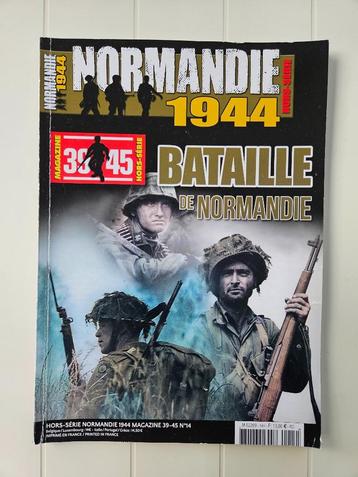 NORMANDIE
1944
NORMANDIE
1944
HORS-SÉRIE
MAGAZINE
39 45
HORS-SÉRIE
BATAILLE
DE NORMANDIE
HORS-SÉRIE NORMANDIE 1944 MAGAZINE 39-45 N°14
IMPRIMÉ EN FRANCE / PRINTED IN FRANCE